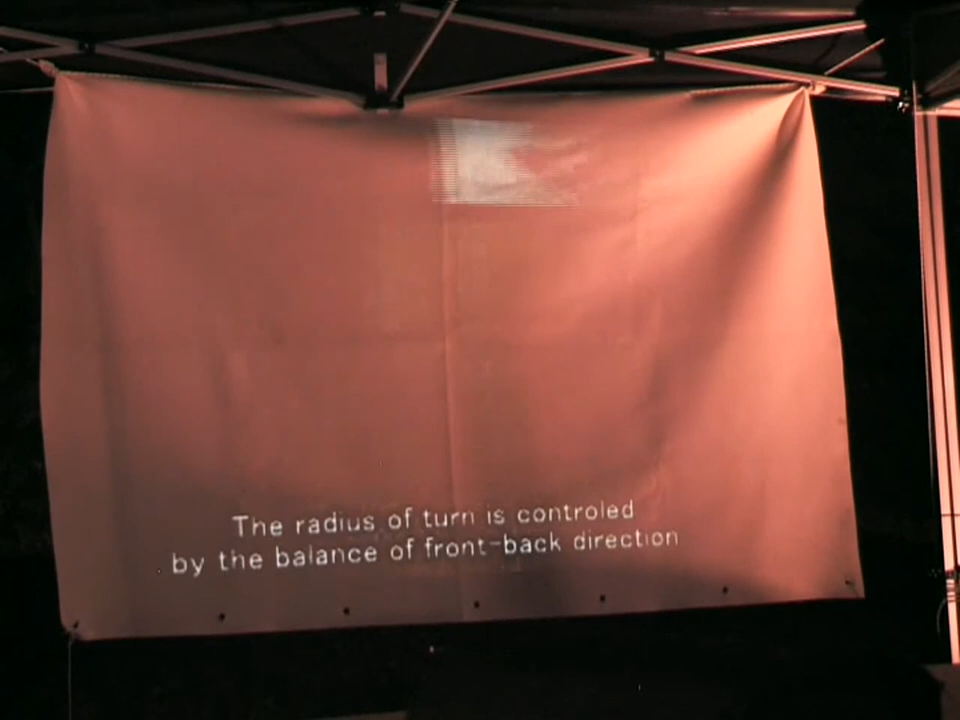 The radius of turn is controled
by the balance of front-back direction